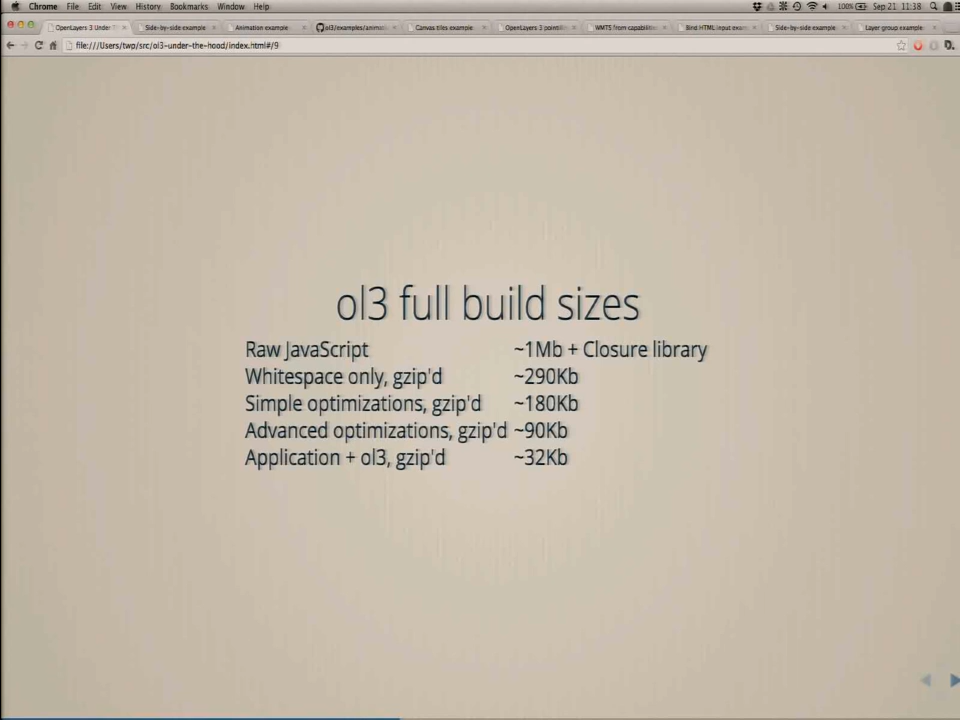 Chrome File Edit View History Bookmarks Window Help
100% Sep 21 11:38
OpenLayers 3 Under
Side-by-side example
Animation example
ol3/examples/animat
Canvas tiles example
OpenLayers 3 pointill
WMTS from capabiliti
Bind HTML input exam
Side-by-side example
Layer group example
file:///Users/twp/src/ol3-under-the-hood/index.html#/9
ol3 full build sizes
Raw JavaScript ~1Mb + Closure library
Whitespace only, gzip'd ~290Kb
Simple optimizations, gzip'd ~180Kb
Advanced optimizations, gzip'd ~90Kb
Application + ol3, gzip'd ~32Kb